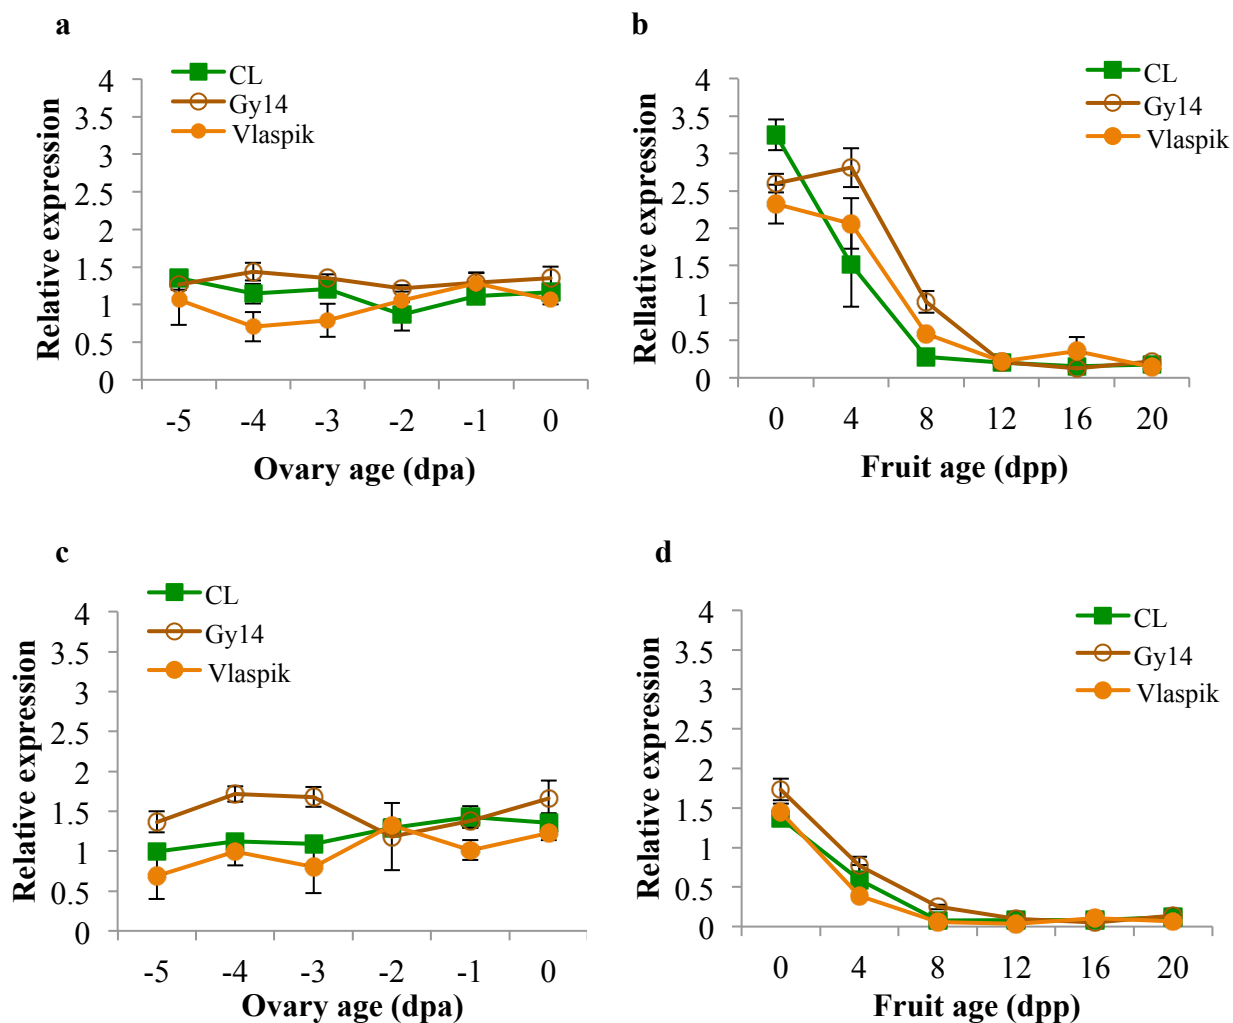 a
CL
Gy14
Vlaspik
4
3.5
3
2.5
2
1.5
1
0.5
0
Relative expression
-5 -4 -3 -2 -1 0
Ovary age (dpa)
b
CL
Gy14
Vlaspik
4
3.5
3
2.5
2
1.5
1
0.5
0
Rellative expression
0 4 8 12 16 20
Fruit age (dpp)
c
CL
Gy14
Vlaspik
4
3.5
3
2.5
2
1.5
1
0.5
0
Relative expression
-5 -4 -3 -2 -1 0
Ovary age (dpa)
d
CL
Gy14
Vlaspik
4
3.5
3
2.5
2
1.5
1
0.5
0
Relative expression
0 4 8 12 16 20
Fruit age (dpp)